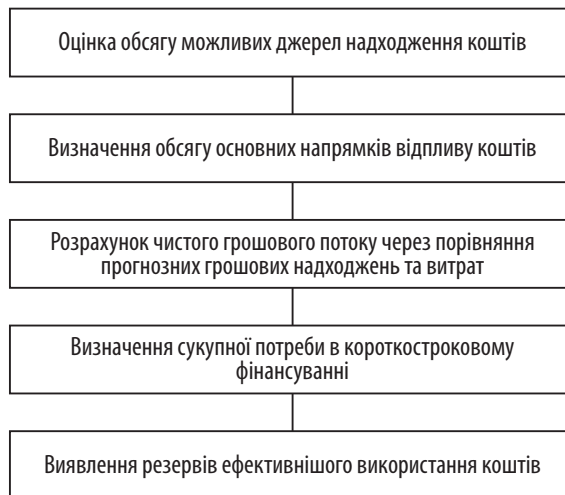 Оцінка обсягу можливих джерел надходження коштів
Визначення обсягу основних напрямків відпливу коштів
Розрахунок чистого грошового потоку через порівняння
прогнозних грошових надходжень та витрат
Визначення сукупної потреби в короткостроковому
фінансуванні
Виявлення резервів ефективнішого використання коштів